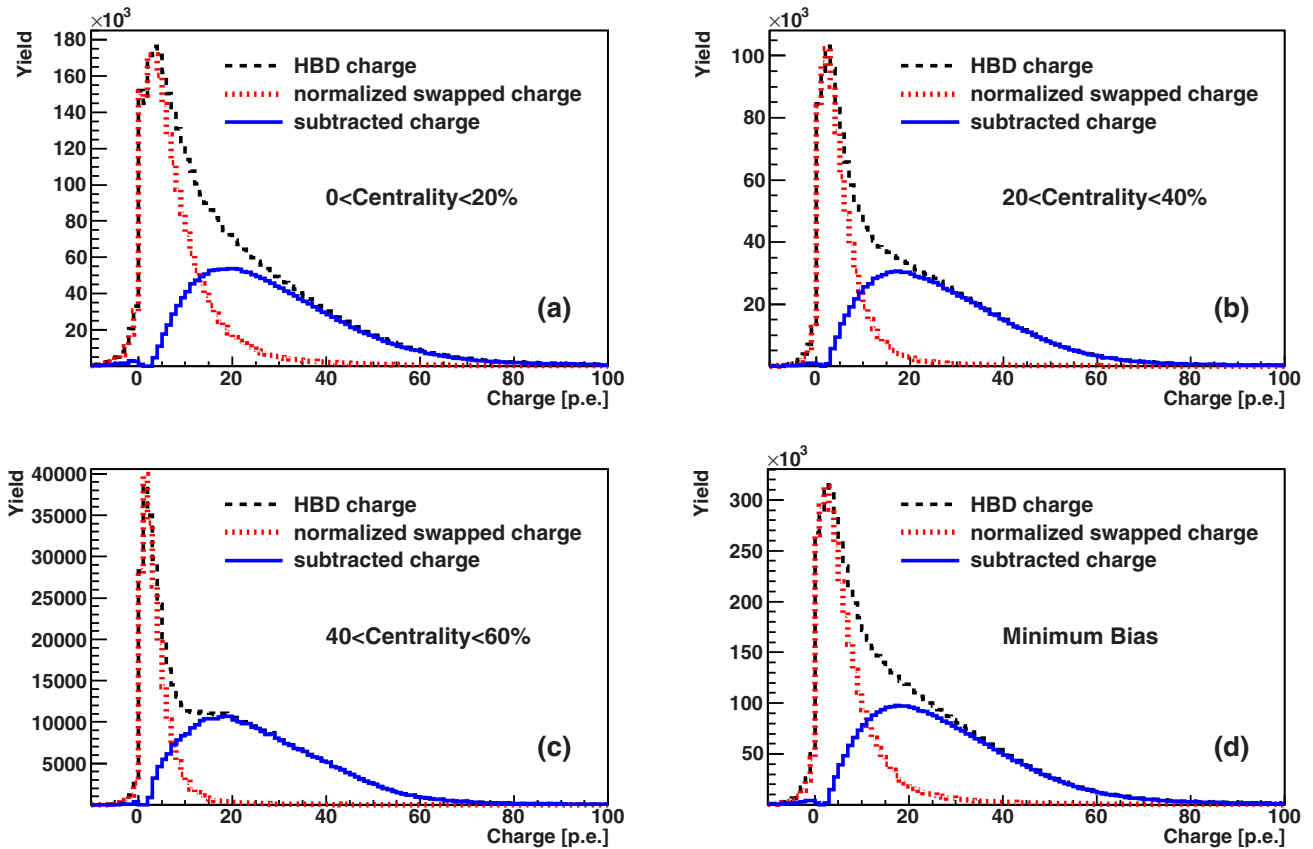 ×10³
Yield
180
160
140
120
100
80
60
40
20
HBD charge
normalized swapped charge
subtracted charge
0<Centrality<20%
(a)
0 20 40 60 80 100
Charge [p.e.]
×10³
Yield
100
80
60
40
20
HBD charge
normalized swapped charge
subtracted charge
20<Centrality<40%
(b)
0 20 40 60 80 100
Charge [p.e.]
Yield
40000
35000
30000
25000
20000
15000
10000
5000
HBD charge
normalized swapped charge
subtracted charge
40<Centrality<60%
(c)
0 20 40 60 80 100
Charge [p.e.]
×10³
Yield
300
250
200
150
100
50
HBD charge
normalized swapped charge
subtracted charge
Minimum Bias
(d)
0 20 40 60 80 100
Charge [p.e.]